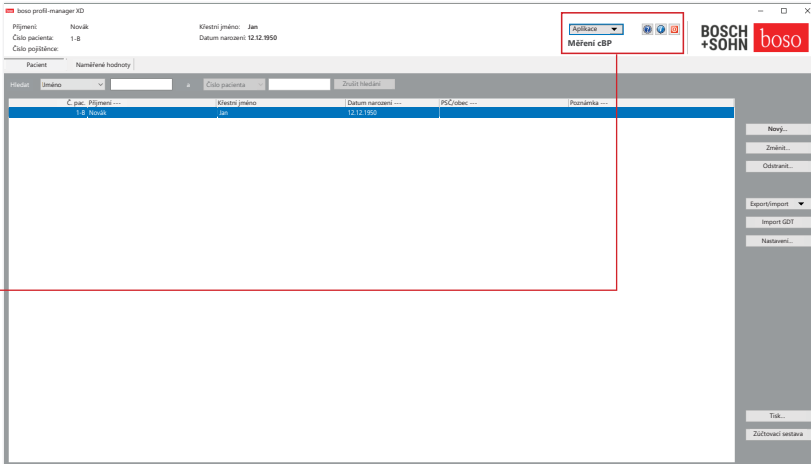 boso boso profil-manager XD
Příjmení: Novák Křestní jméno: Jan
Číslo pacienta: 1-B Datum narození: 12.12.1950
Číslo pojištěnce:
Aplikace
Měření cBP
BOSCH
+SOHN
boso
Pacient Naměřené hodnoty
Hledat Jméno a Číslo pacienta Zrušit hledání
Č. pac. Příjmení --- Křestní jméno Datum narození --- PSČ/obec --- Poznámka ---
1-B Novák Jan 12.12.1950
Nový...
Změnit...
Odstranit...
Export/import
Import GDT
Nastavení...
Tisk...
Zúčtovací sestava